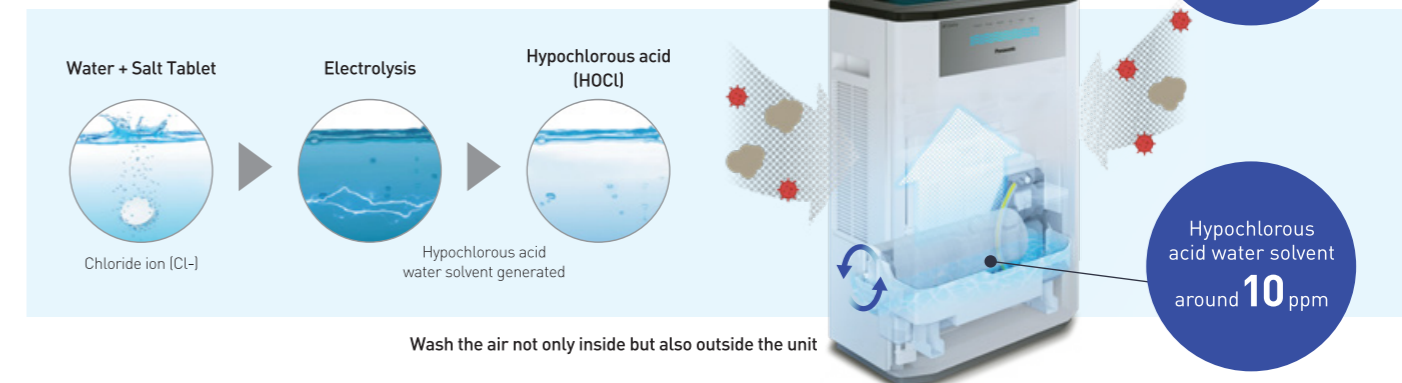 Water + Salt Tablet
Electrolysis
Hypochlorous acid
(HOCl)
Chloride ion (Cl-)
Hypochlorous acid
water solvent generated
Panasonic
Hypochlorous
acid water solvent
around 10 ppm
Wash the air not only inside but also outside the unit